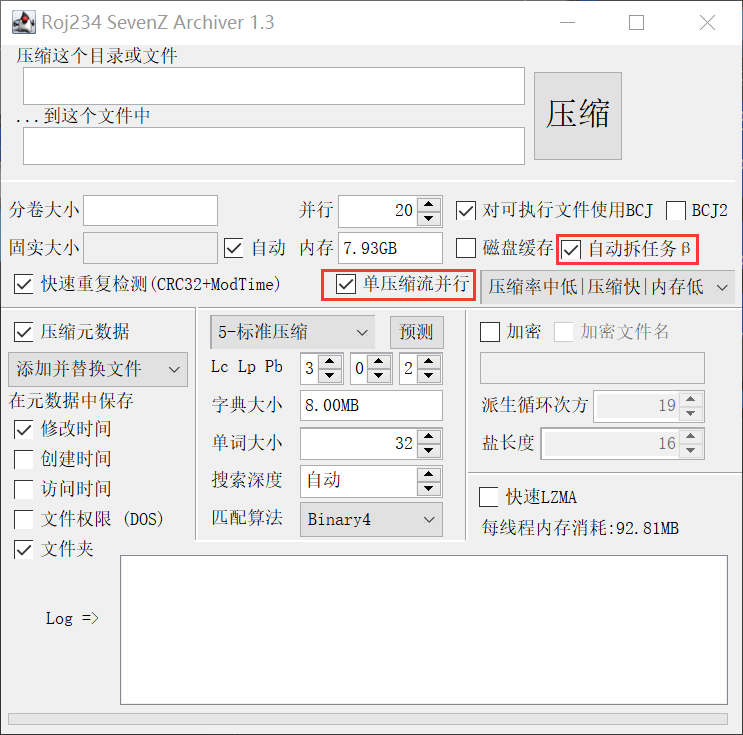 Roj234 SevenZ Archiver 1.3
压缩这个目录或文件
...到这个文件中
压缩
分卷大小 并行 20 对可执行文件使用BCJ BCJ2
固实大小 自动 内存 7.93GB 磁盘缓存 自动拆任务β
快速重复检测(CRC32+ModTime) 单压缩流并行 压缩率中低|压缩快|内存低
压缩元数据
添加并替换文件
在元数据中保存
修改时间
创建时间
访问时间
文件权限 (DOS)
文件夹
5-标准压缩 预测
Lc Lp Pb 3 0 2
字典大小 8.00MB
单词大小 32
搜索深度 自动
匹配算法 Binary4
加密 加密文件名
派生循环次方 19
盐长度 16
快速LZMA
每线程内存消耗:92.81MB
Log =>